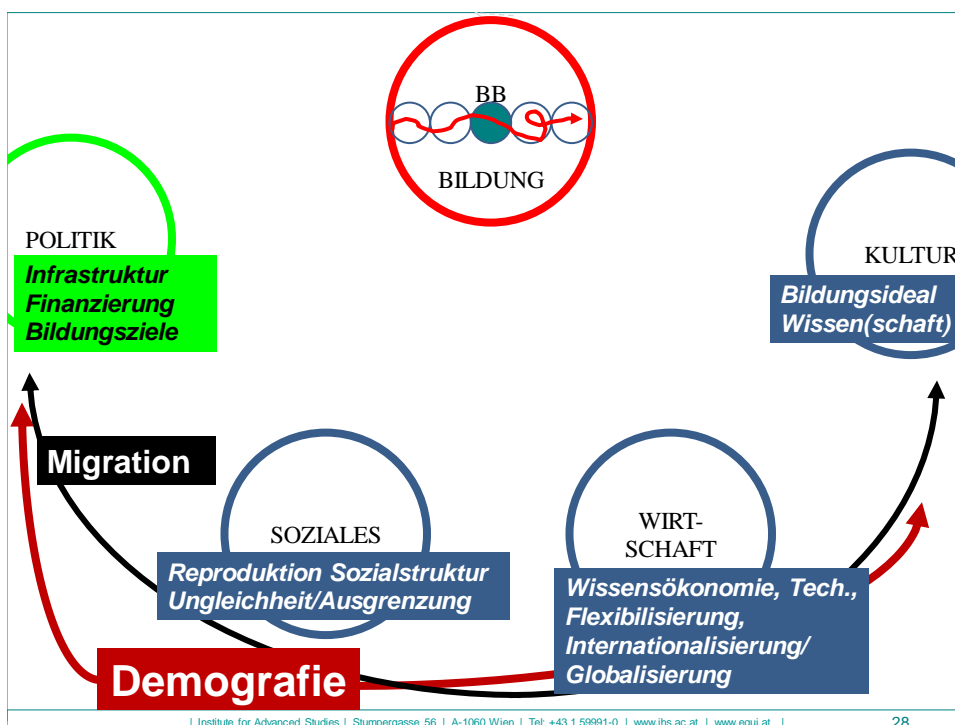 BB
BILDUNG
POLITIK
Infrastruktur
Finanzierung
Bildungsziele
KULTUR
Bildungsideal
Wissen(schaft)
Migration
SOZIALES
Reproduktion Sozialstruktur
Ungleichheit/Ausgrenzung
WIRT-
SCHAFT
Wissensökonomie, Tech.,
Flexibilisierung,
Internationalisierung/
Globalisierung
Demografie
| Institute for Advanced Studies | Stumpergasse 56 | A-1060 Wien | Tel: +43 1 59991-0 | www.ihs.ac.at | www.equi.at |
28